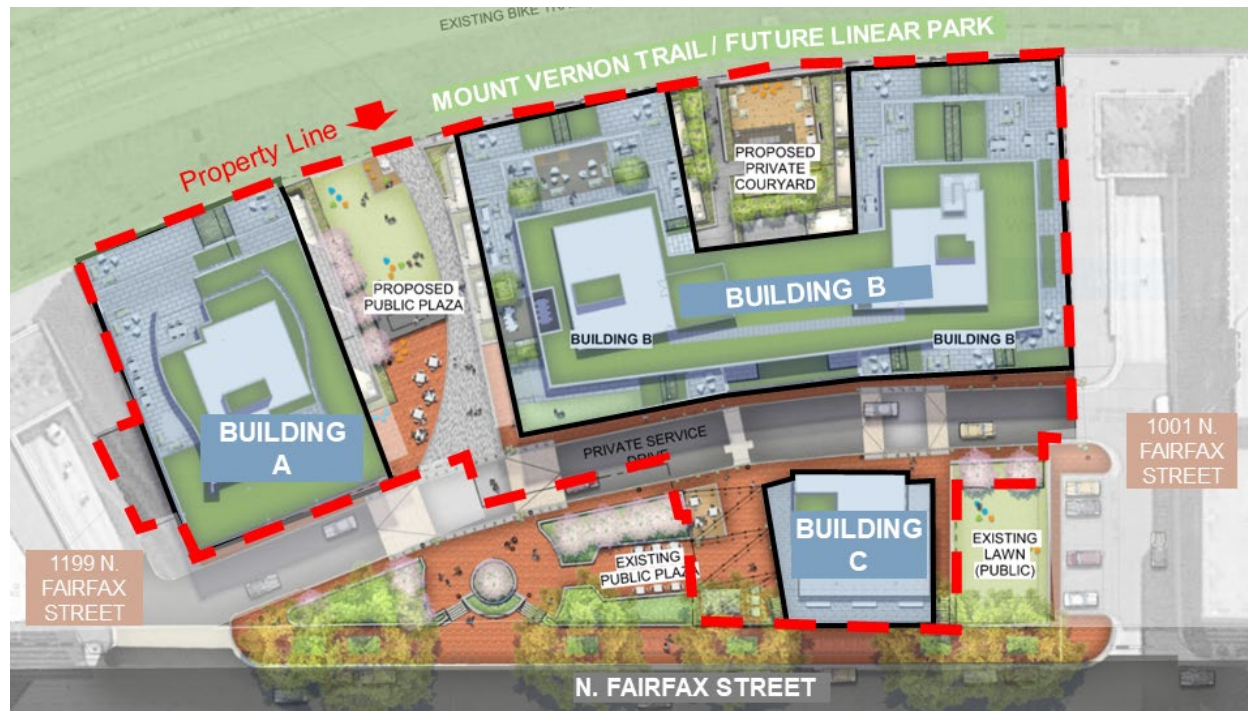 EXISTING BIKE TRA
MOUNT VERNON TRAIL / FUTURE LINEAR PARK
Property Line
PROPOSED
PRIVATE
COURYARD
PROPOSED
PUBLIC PLAZA
BUILDING B
BUILDING B
BUILDING B
BUILDING
A
PRIVATE SERVICE
DRIVE
1001 N.
FAIRFAX
STREET
BUILDING
C
EXISTING
LAWN
(PUBLIC)
EXISTING
PUBLIC PLAZA
1199 N.
FAIRFAX
STREET
N. FAIRFAX STREET